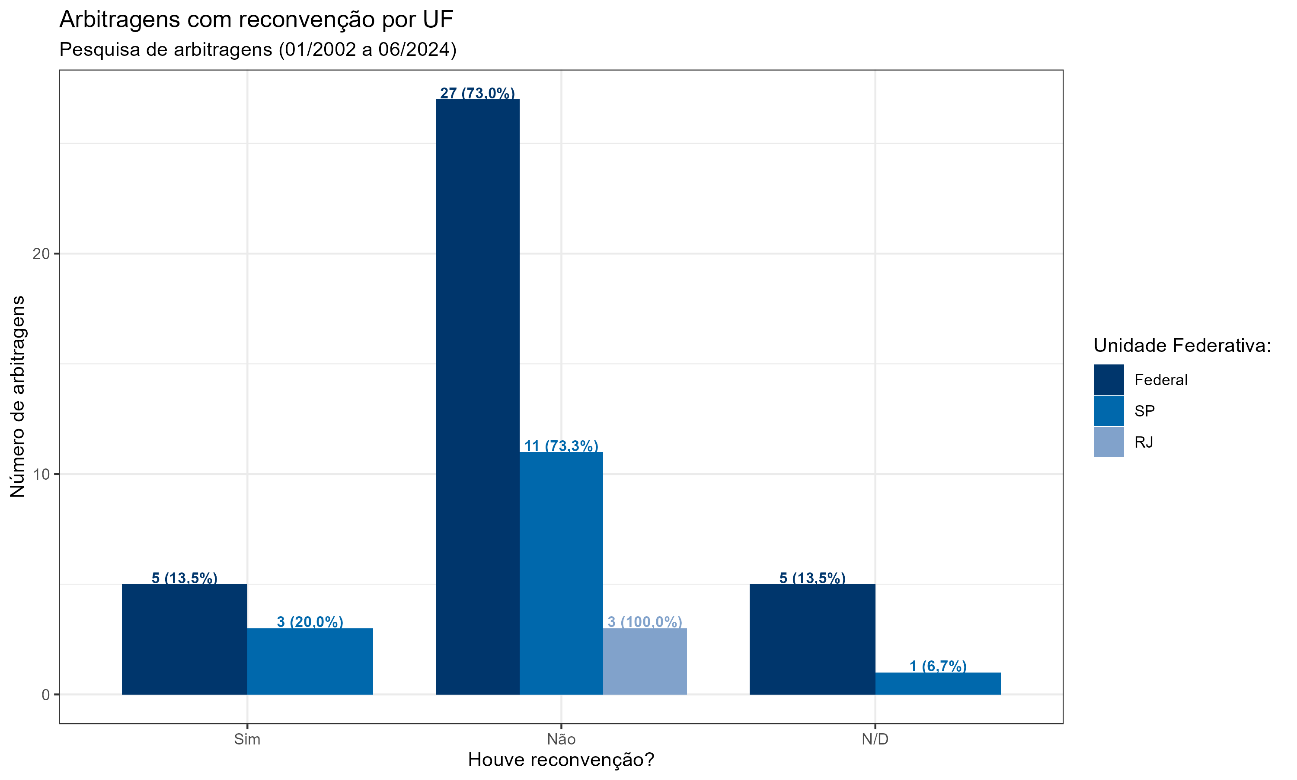 Arbitragens com reconvenção por UF
Pesquisa de arbitragens (01/2002 a 06/2024)
27 (73,0%)
20
Unidade Federativa:
Federal
SP
RJ
Número de arbitragens
11 (73,3%)
10
5 (13,5%)
5 (13,5%)
3 (20,0%)
3 (100,0%)
1 (6,7%)
0
Sim
Não
N/D
Houve reconvenção?